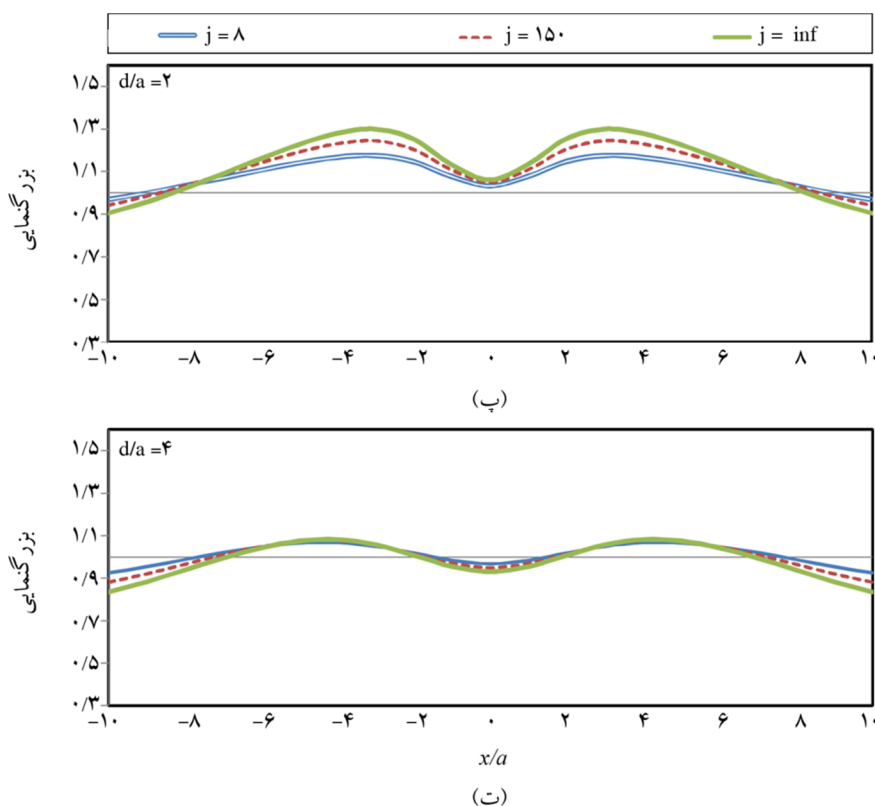 j = ۸ j = ۱۵۰ j = inf
d/a =۲
۱/۵
۱/۳
۱/۱
۰/۹
۰/۷
۰/۵
۰/۳
بزرگنمایی
−۱۰ −۸ −۶ −۴ −۲ ۰ ۲ ۴ ۶ ۸ ۱۰
(پ)
d/a =۴
۱/۵
۱/۳
۱/۱
۰/۹
۰/۷
۰/۵
۰/۳
بزرگنمایی
−۱۰ −۸ −۶ −۴ −۲ ۰ ۲ ۴ ۶ ۸ ۱۰
x/a
(ت)